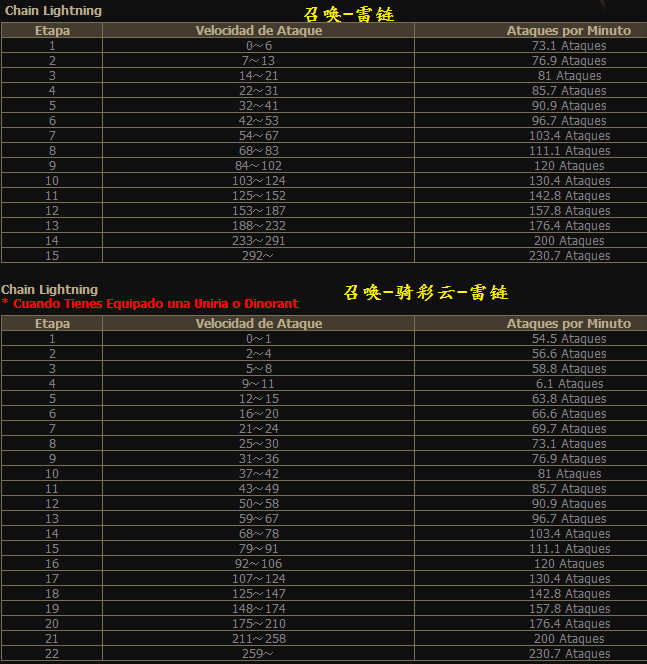 Chain Lightning 召唤-雷链
Etapa Velocidad de Ataque Ataques por Minuto
1 0~6 73.1 Ataques
2 7~13 76.9 Ataques
3 14~21 81 Ataques
4 22~31 85.7 Ataques
5 32~41 90.9 Ataques
6 42~53 96.7 Ataques
7 54~67 103.4 Ataques
8 68~83 111.1 Ataques
9 84~102 120 Ataques
10 103~124 130.4 Ataques
11 125~152 142.8 Ataques
12 153~187 157.8 Ataques
13 188~232 176.4 Ataques
14 233~291 200 Ataques
15 292~ 230.7 Ataques
Chain Lightning 召唤-骑彩云-雷链
* Cuando Tienes Equipado una Uniria o Dinorant
Etapa Velocidad de Ataque Ataques por Minuto
1 0~1 54.5 Ataques
2 2~4 56.6 Ataques
3 5~8 58.8 Ataques
4 9~11 6.1 Ataques
5 12~15 63.8 Ataques
6 16~20 66.6 Ataques
7 21~24 69.7 Ataques
8 25~30 73.1 Ataques
9 31~36 76.9 Ataques
10 37~42 81 Ataques
11 43~49 85.7 Ataques
12 50~58 90.9 Ataques
13 59~67 96.7 Ataques
14 68~78 103.4 Ataques
15 79~91 111.1 Ataques
16 92~106 120 Ataques
17 107~124 130.4 Ataques
18 125~147 142.8 Ataques
19 148~174 157.8 Ataques
20 175~210 176.4 Ataques
21 211~258 200 Ataques
22 259~ 230.7 Ataques